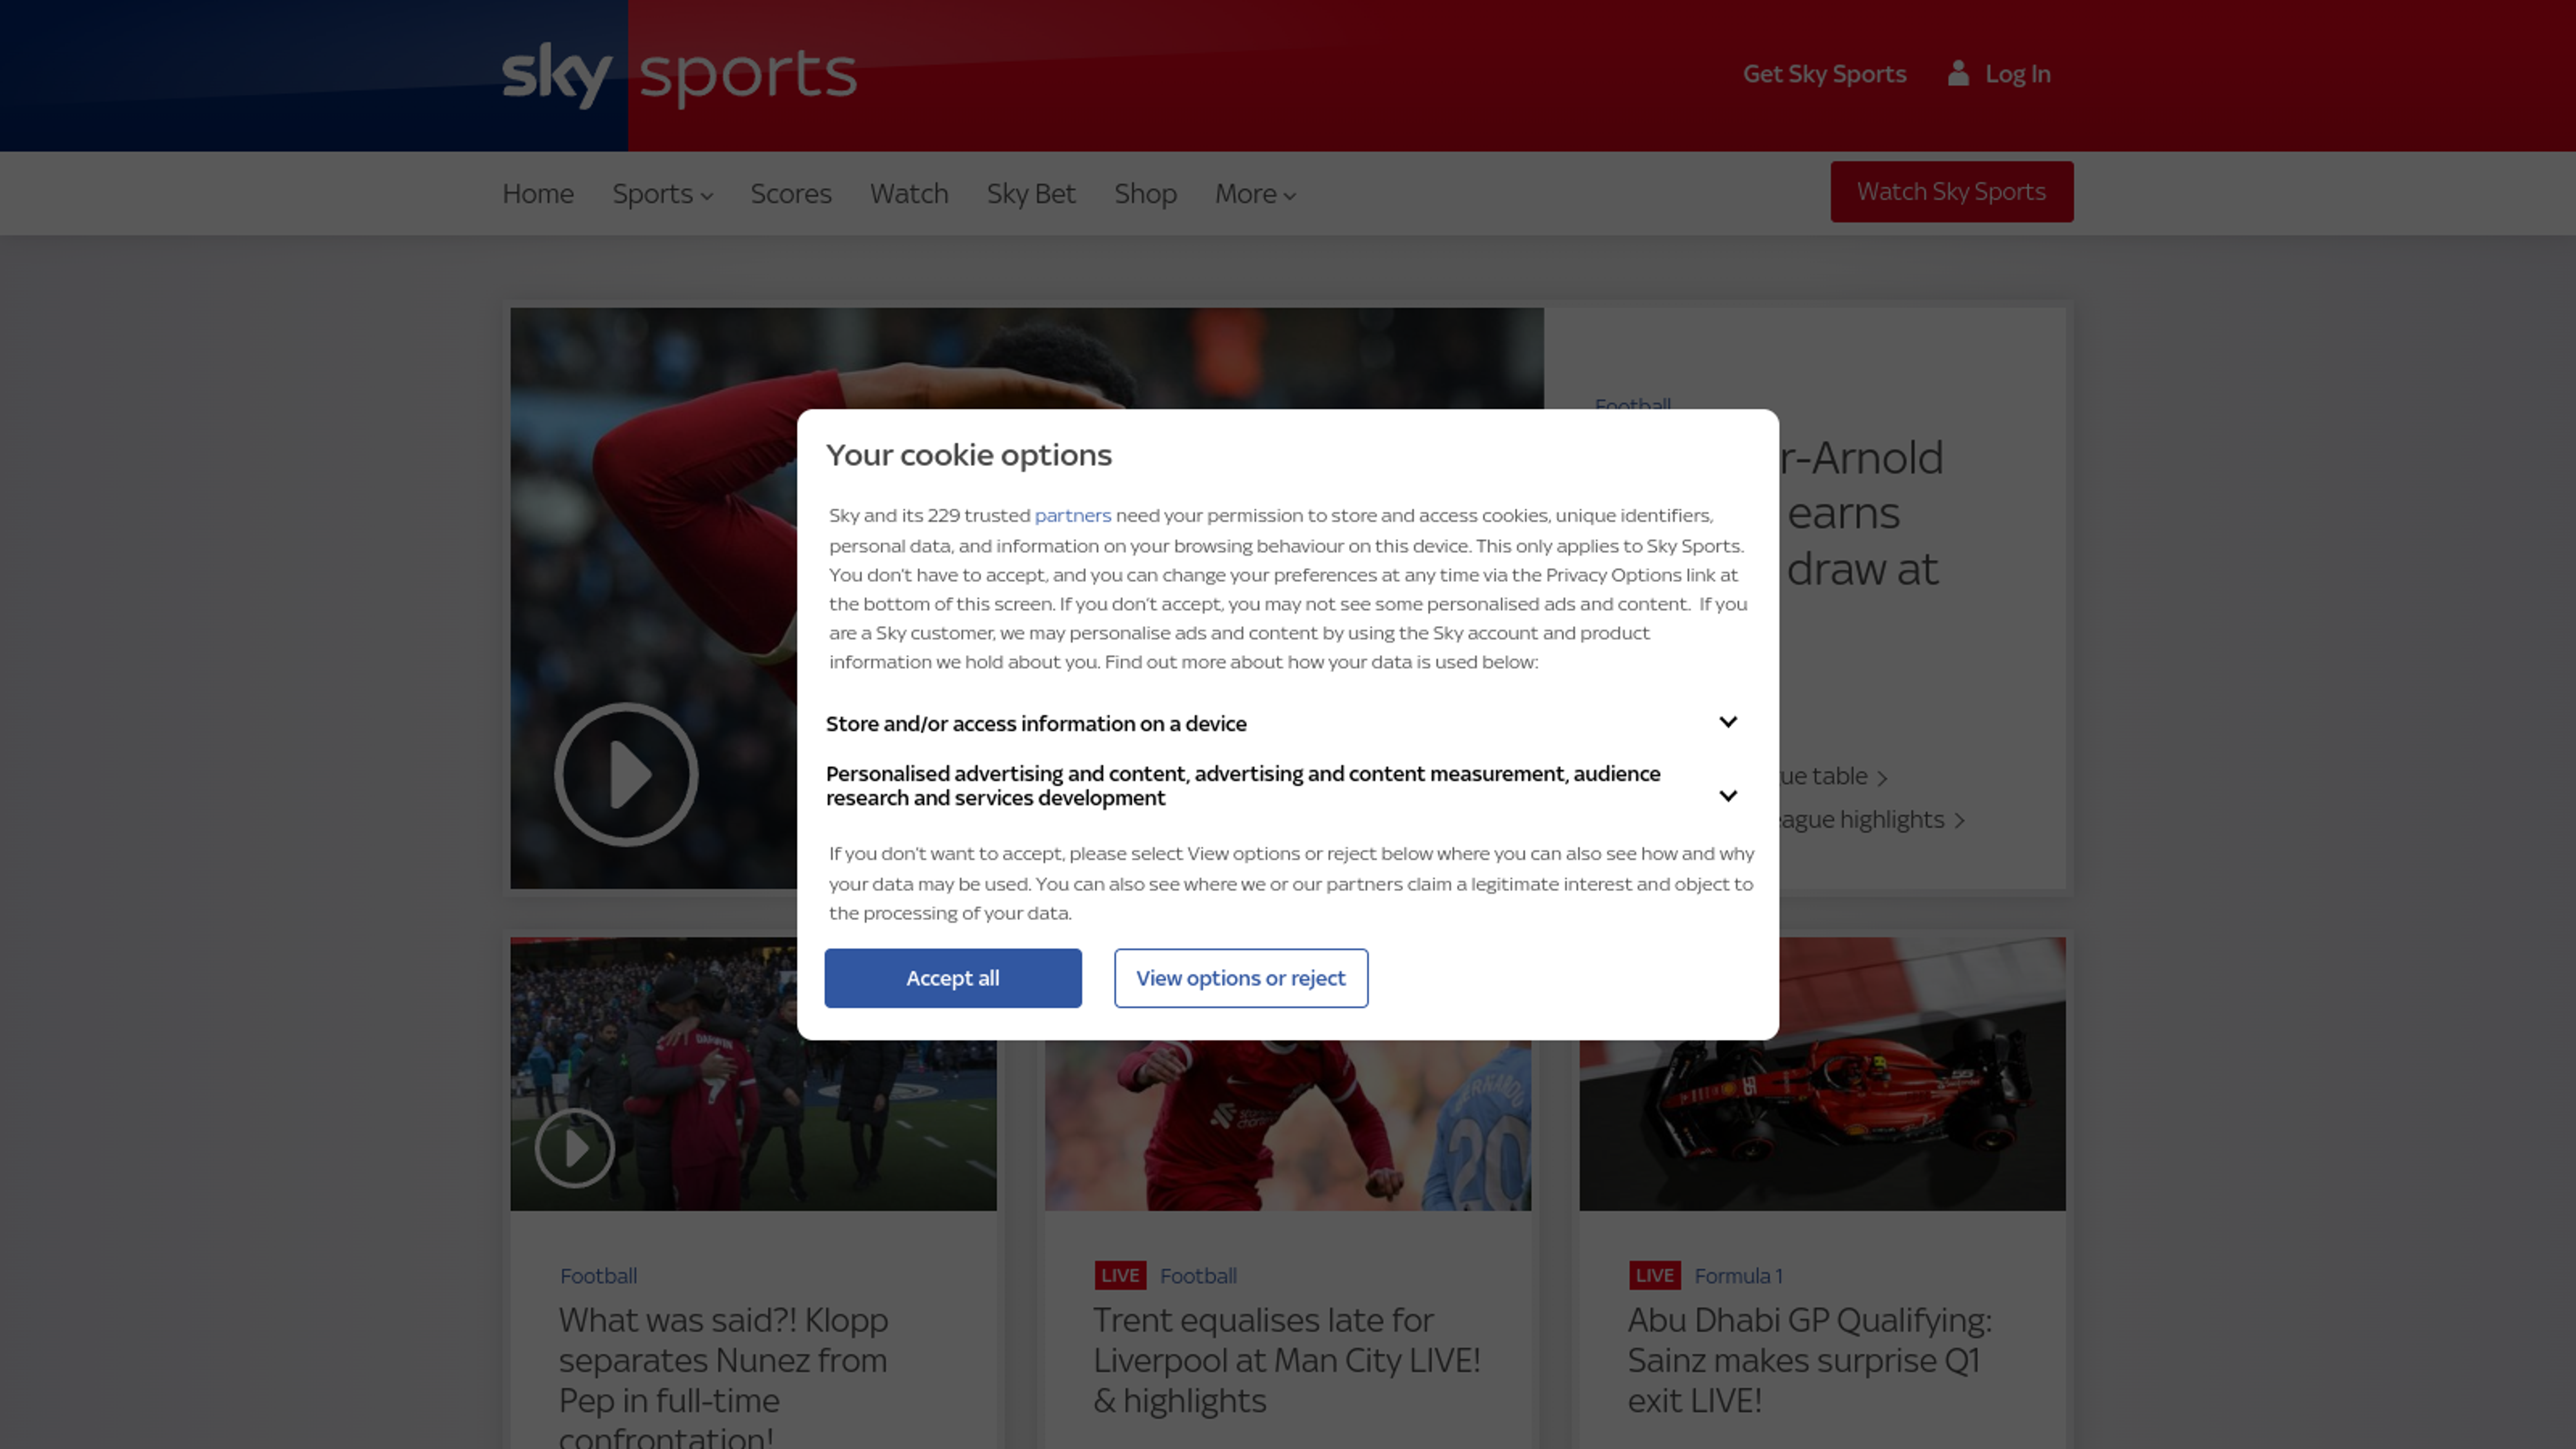 sky sports
Get Sky Sports
Log In
Home
Sports
Scores
Watch
Sky Bet
Shop
More
Watch Sky Sports
Football
r-Arnold
earns
draw at
ue table
eague highlights
Your cookie options
Sky and its 229 trusted partners need your permission to store and access cookies, unique identifiers,
personal data, and information on your browsing behaviour on this device. This only applies to Sky Sports.
You don't have to accept, and you can change your preferences at any time via the Privacy Options link at
the bottom of this screen. If you don't accept, you may not see some personalised ads and content. If you
are a Sky customer, we may personalise ads and content by using the Sky account and product
information we hold about you. Find out more about how your data is used below:
Store and/or access information on a device
Personalised advertising and content, advertising and content measurement, audience
research and services development
If you don't want to accept, please select View options or reject below where you can also see how and why
your data may be used. You can also see where we or our partners claim a legitimate interest and object to
the processing of your data.
Accept all
View options or reject
DARWIN
9
BERNARDO
20
55
Football
What was said?! Klopp
separates Nunez from
Pep in full-time
confrontation!
LIVE Football
Trent equalises late for
Liverpool at Man City LIVE!
& highlights
LIVE Formula 1
Abu Dhabi GP Qualifying:
Sainz makes surprise Q1
exit LIVE!